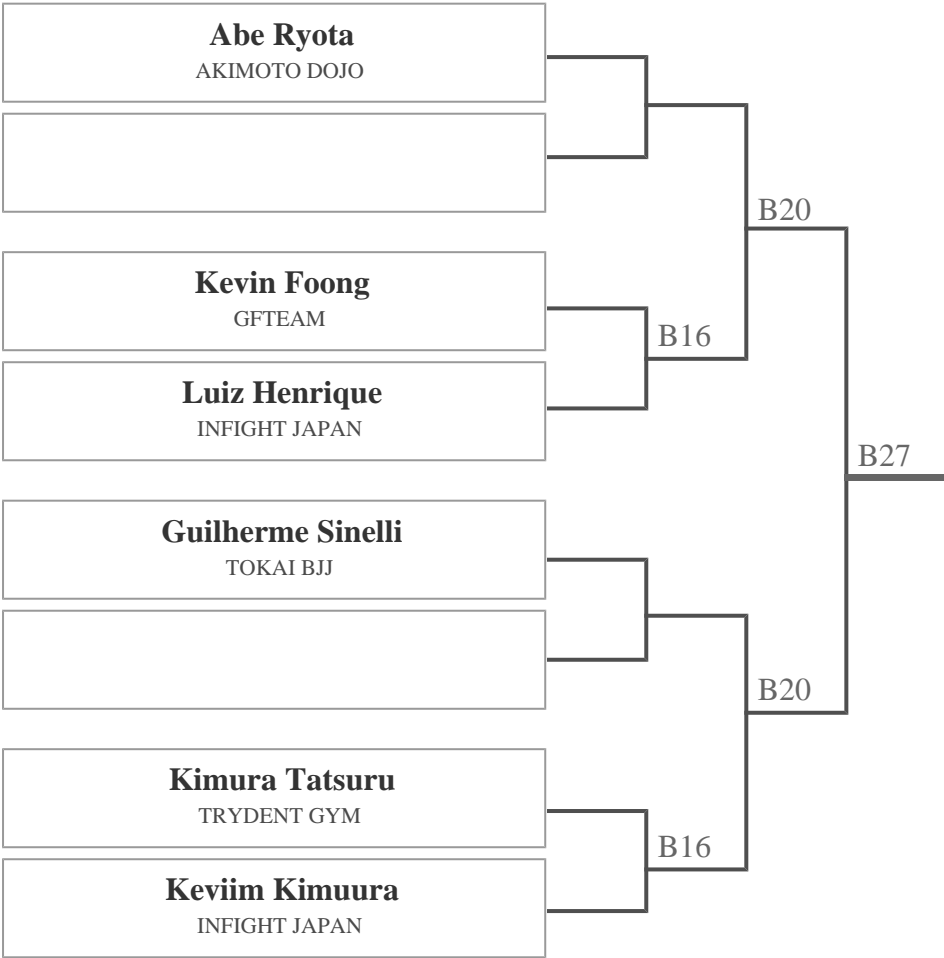 Abe Ryota
AKIMOTO DOJO
B20
Kevin Foong
GFTEAM
B16
Luiz Henrique
INFIGHT JAPAN
B27
Guilherme Sinelli
TOKAI BJJ
B20
Kimura Tatsuru
TRYDENT GYM
B16
Keviim Kimuura
INFIGHT JAPAN